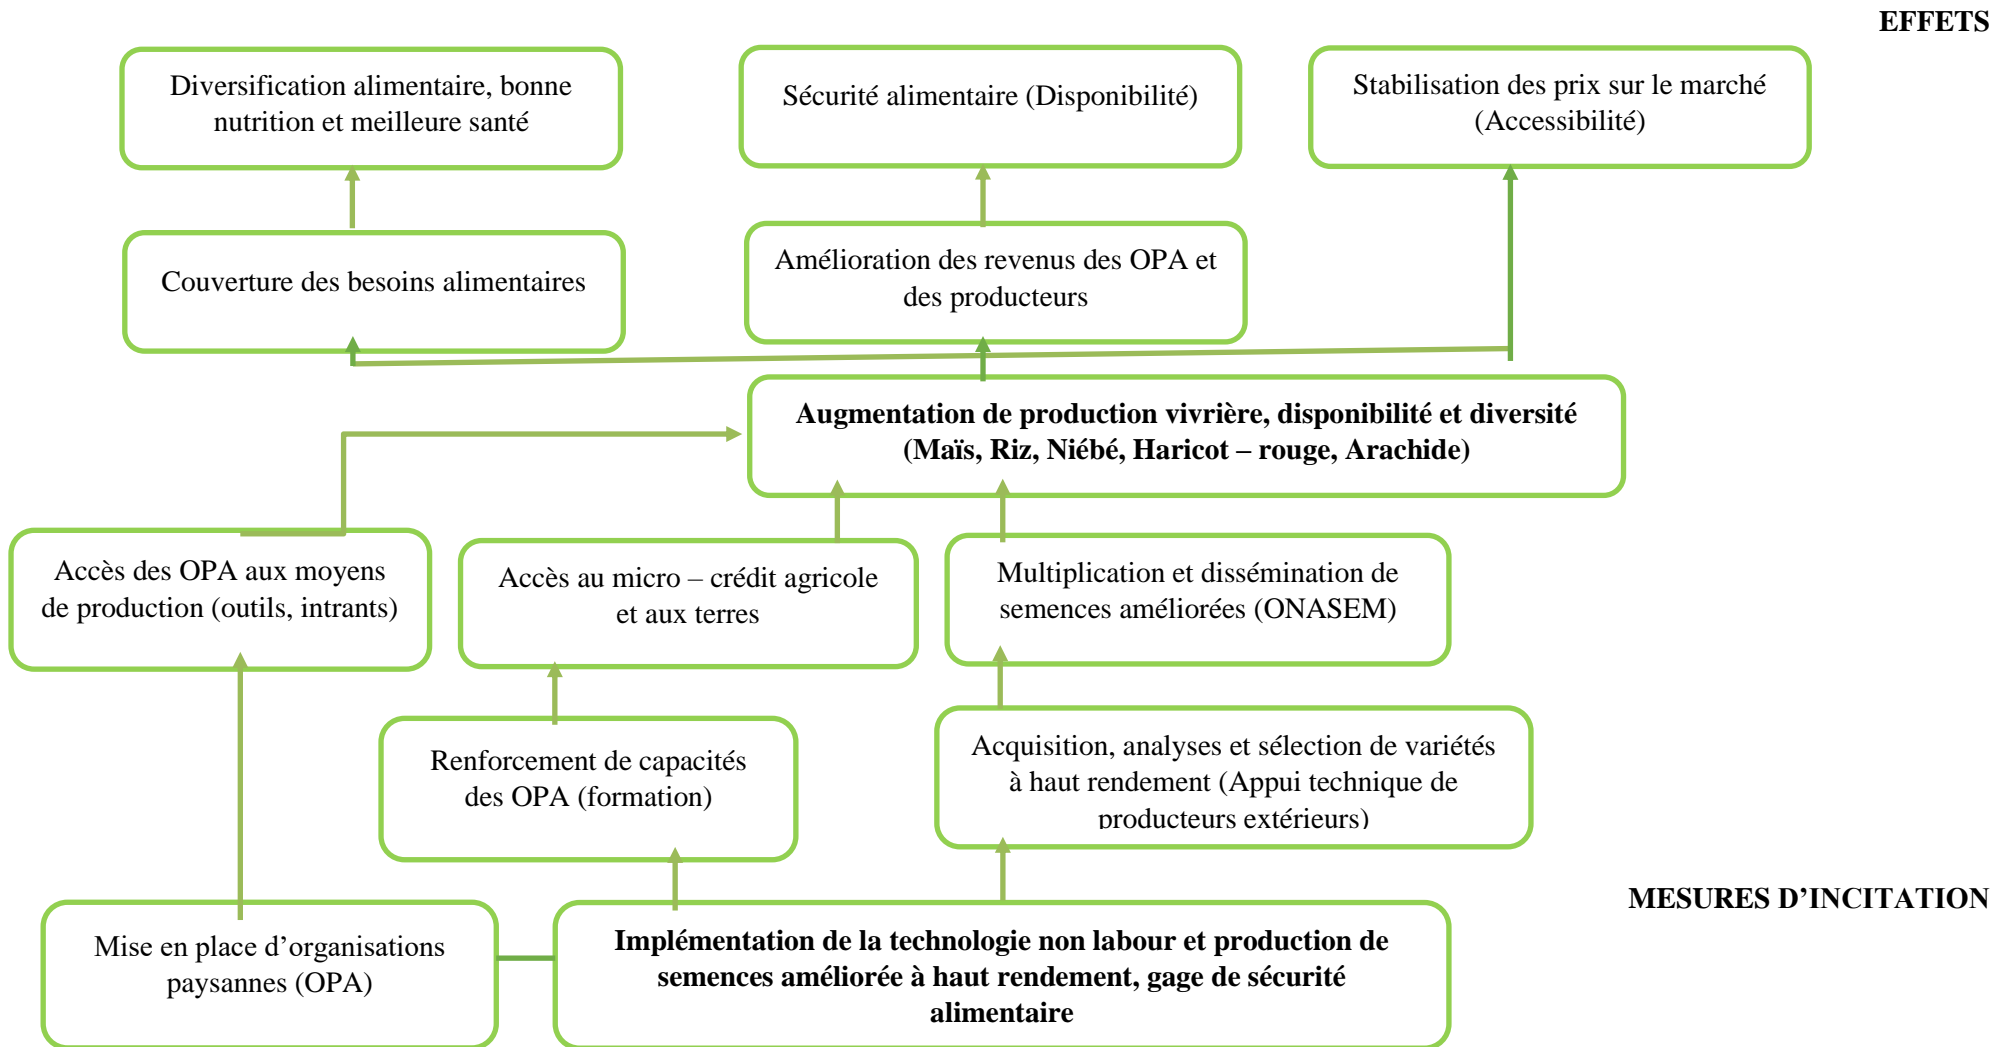 EFFETS
Diversification alimentaire, bonne
nutrition et meilleure santé
Sécurité alimentaire (Disponibilité)
Stabilisation des prix sur le marché
(Accessibilité)
Couverture des besoins alimentaires
Amélioration des revenus des OPA et
des producteurs
Augmentation de production vivrière, disponibilité et diversité
(Maïs, Riz, Niébé, Haricot – rouge, Arachide)
Accès des OPA aux moyens
de production (outils, intrants)
Accès au micro – crédit agricole
et aux terres
Multiplication et dissémination de
semences améliorées (ONASEM)
Renforcement de capacités
des OPA (formation)
Acquisition, analyses et sélection de variétés
à haut rendement (Appui technique de
producteurs extérieurs)
MESURES D’INCITATION
Mise en place d’organisations
paysannes (OPA)
Implémentation de la technologie non labour et production de
semences améliorée à haut rendement, gage de sécurité
alimentaire